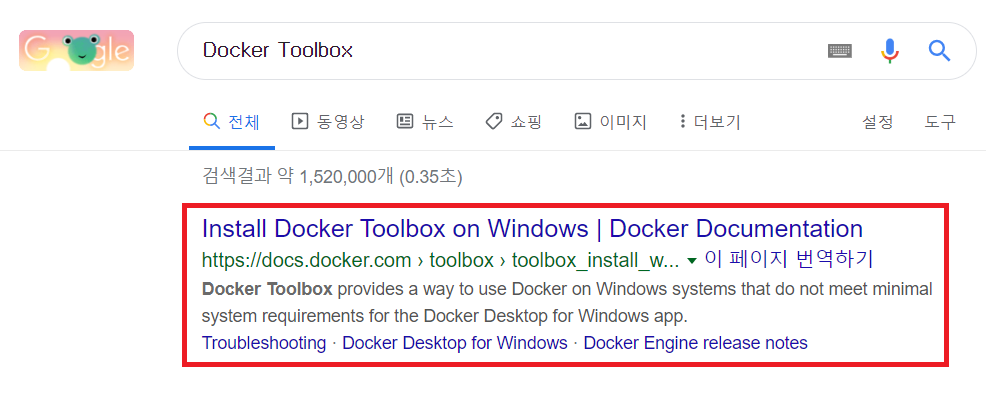 Google
Docker Toolbox
전체 동영상 뉴스 쇼핑 이미지 더보기 설정 도구
검색결과 약 1,520,000개 (0.35초)
Install Docker Toolbox on Windows | Docker Documentation
https://docs.docker.com › toolbox › toolbox_install_w... 이 페이지 번역하기
Docker Toolbox provides a way to use Docker on Windows systems that do not meet minimal
system requirements for the Docker Desktop for Windows app.
Troubleshooting · Docker Desktop for Windows · Docker Engine release notes